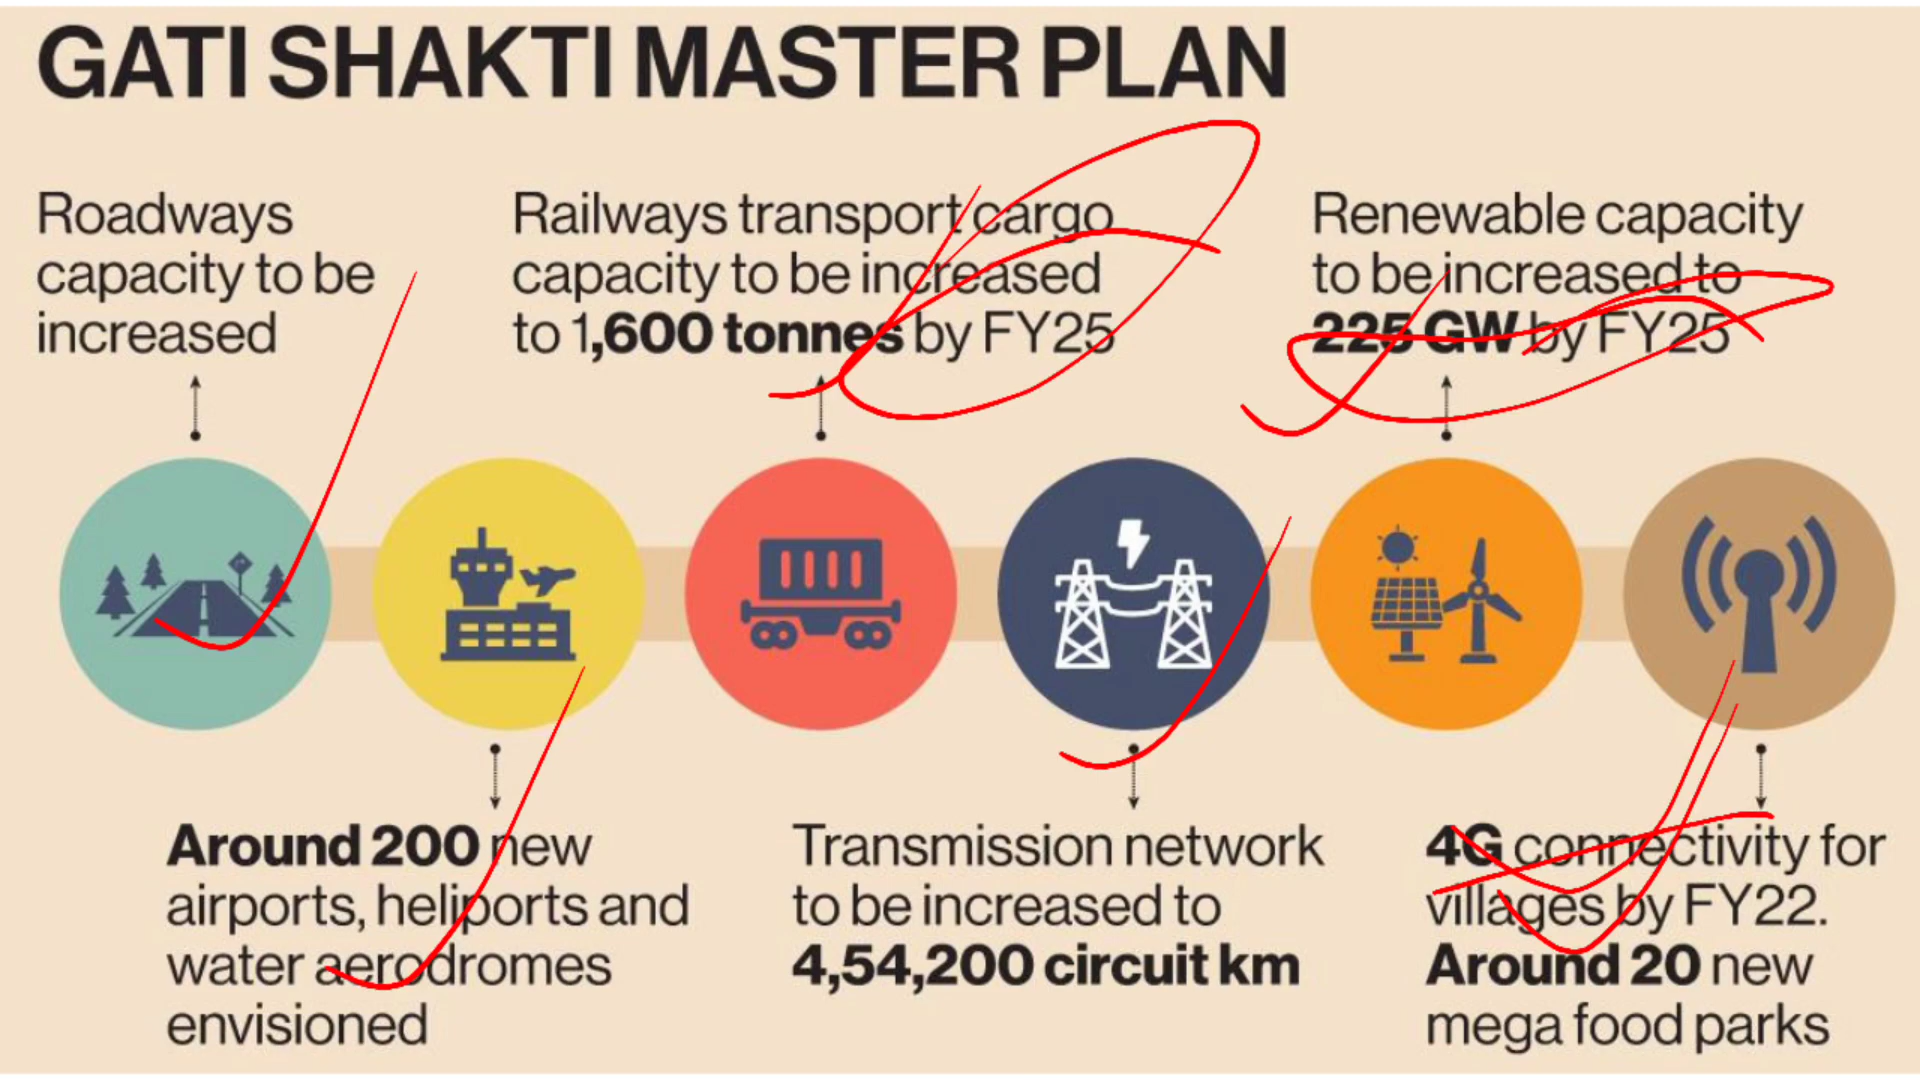 GATI SHAKTI MASTER PLAN
Roadways
capacity to be
increased
Railways transport cargo
capacity to be increased
to 1,600 tonnes by FY25
Renewable capacity
to be increased to
225 GW by FY25
Around 200 new
airports, heliports and
water aerodromes
envisioned
Transmission network
to be increased to
4,54,200 circuit km
4G connectivity for
villages by FY22.
Around 20 new
mega food parks